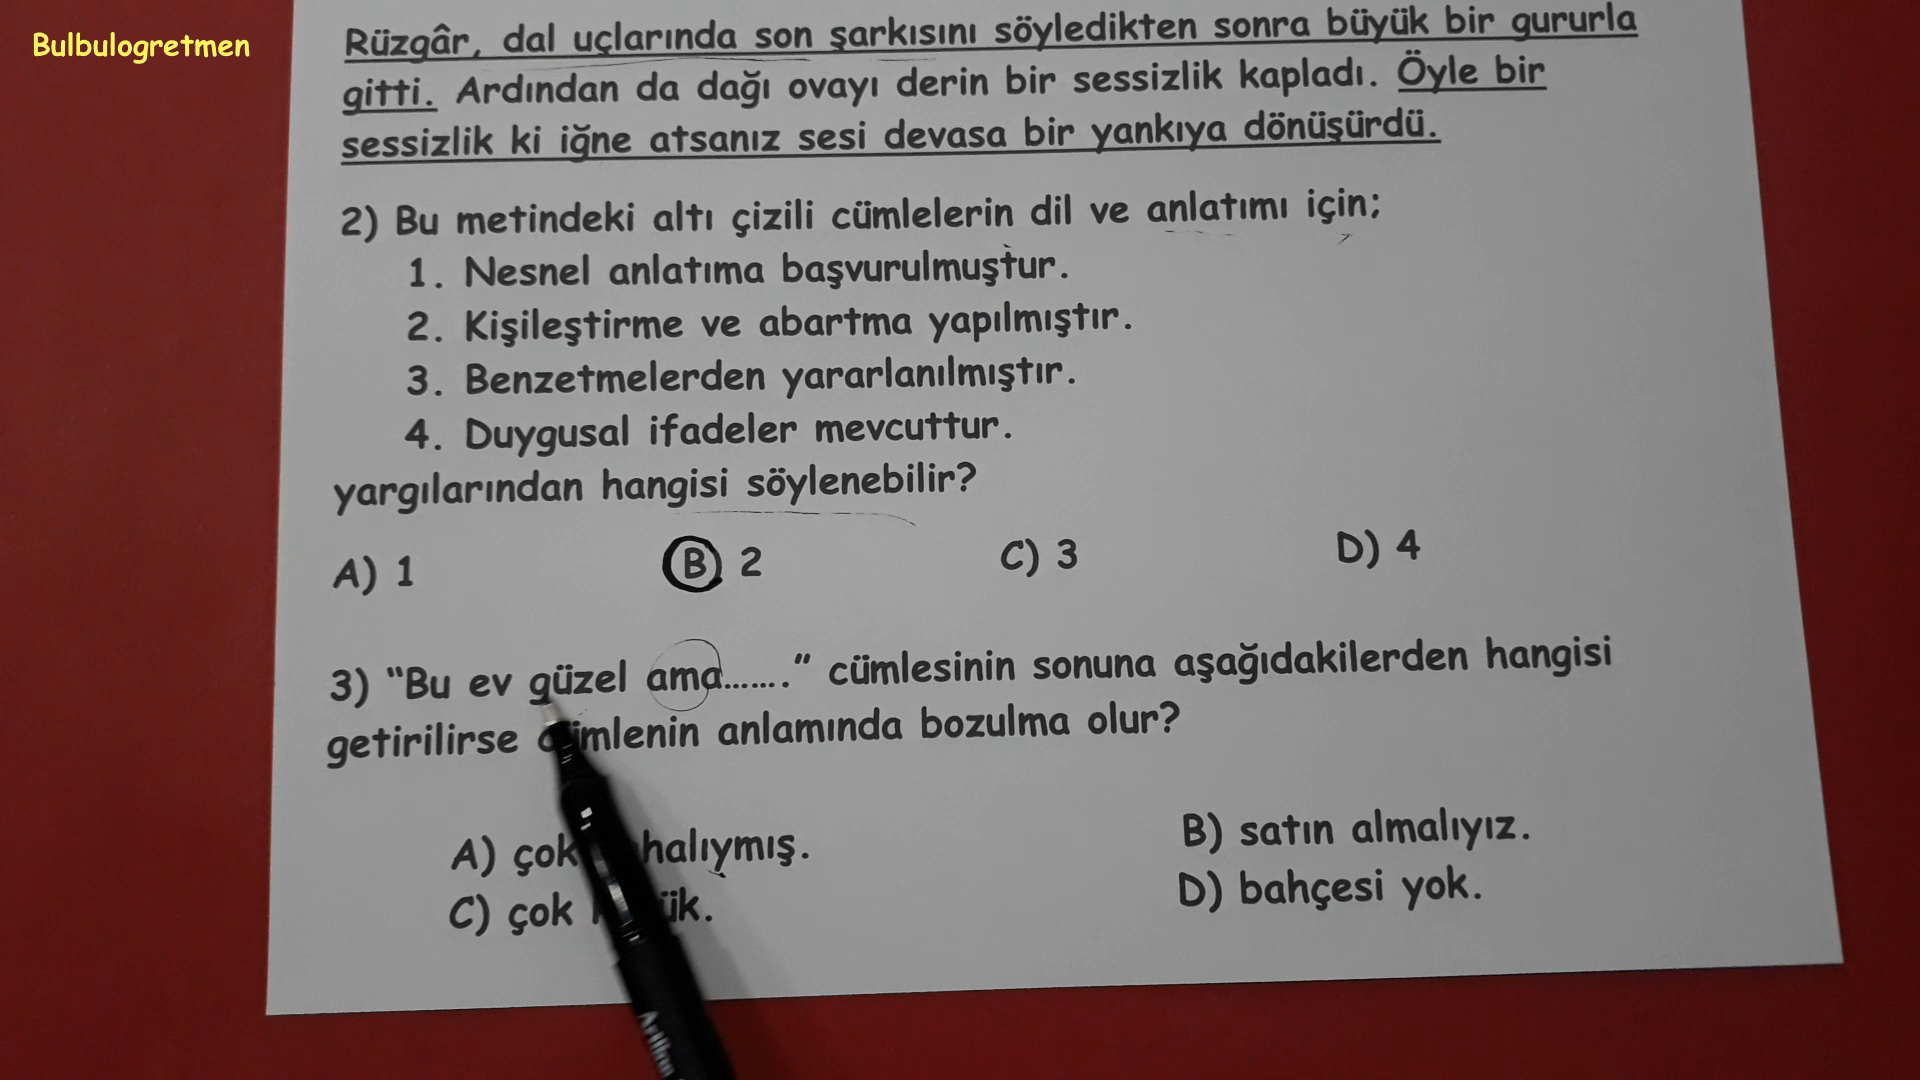 Bulbulogretmen
Rüzgâr, dal uçlarında son şarkısını söyledikten sonra büyük bir gururla
gitti. Ardından da dağı ovayı derin bir sessizlik kapladı. Öyle bir
sessizlik ki iğne atsanız sesi devasa bir yankıya dönüşürdü.
2) Bu metindeki altı çizili cümlelerin dil ve anlatımı için;
1. Nesnel anlatıma başvurulmuştur.
2. Kişileştirme ve abartma yapılmıştır.
3. Benzetmelerden yararlanılmıştır.
4. Duygusal ifadeler mevcuttur.
yargılarından hangisi söylenebilir?
A) 1 B) 2 C) 3 D) 4
3) “Bu ev güzel ama.......” cümlesinin sonuna aşağıdakilerden hangisi
getirilirse cümlenin anlamında bozulma olur?
A) çok B) satın almalıyız.
C) çok D) bahçesi yok.